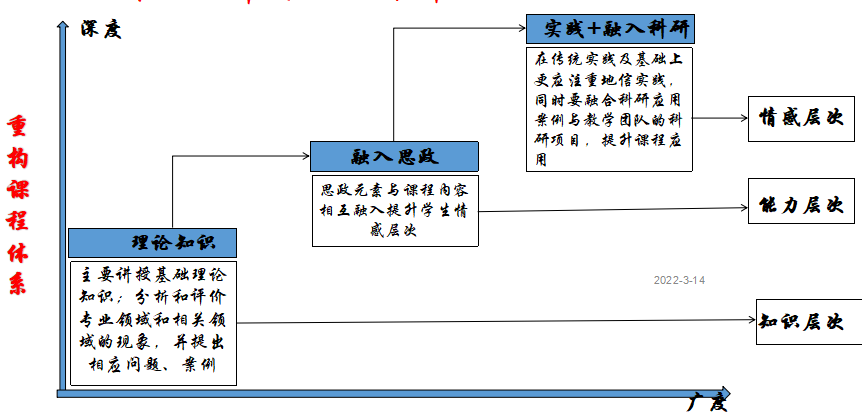 深度
重构课程体系
实践+融入科研
在传统实践及基础上
更应注重地信实践，
同时要融合科研应用
案例与教学团队的科
研项目，提升课程应
用
情感层次
融入思政
思政元素与课程内容
相互融入提升学生情
感层次
能力层次
理论知识
主要讲授基础理论
知识；分析和评价
专业领域和相关领
域的现象，并提出
相应问题、案例
2022-3-14
知识层次
广度